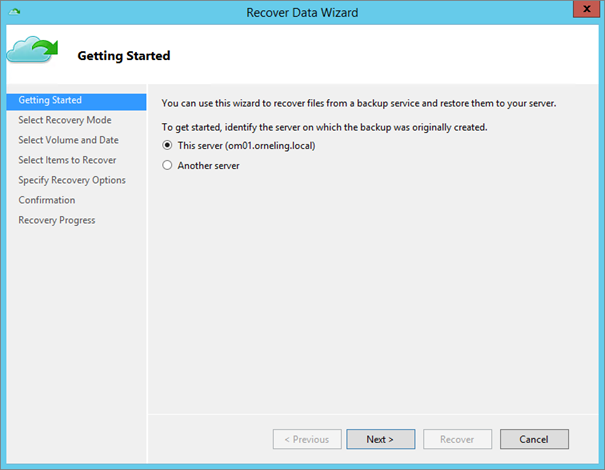 Recover Data Wizard
X
Getting Started
Getting Started
Select Recovery Mode
Select Volume and Date
Select Items to Recover
Specify Recovery Options
Confirmation
Recovery Progress
You can use this wizard to recover files from a backup service and restore them to your server.
To get started, identify the server on which the backup was originally created.
This server (om01.orneling.local)
Another server
< Previous
Next >
Recover
Cancel